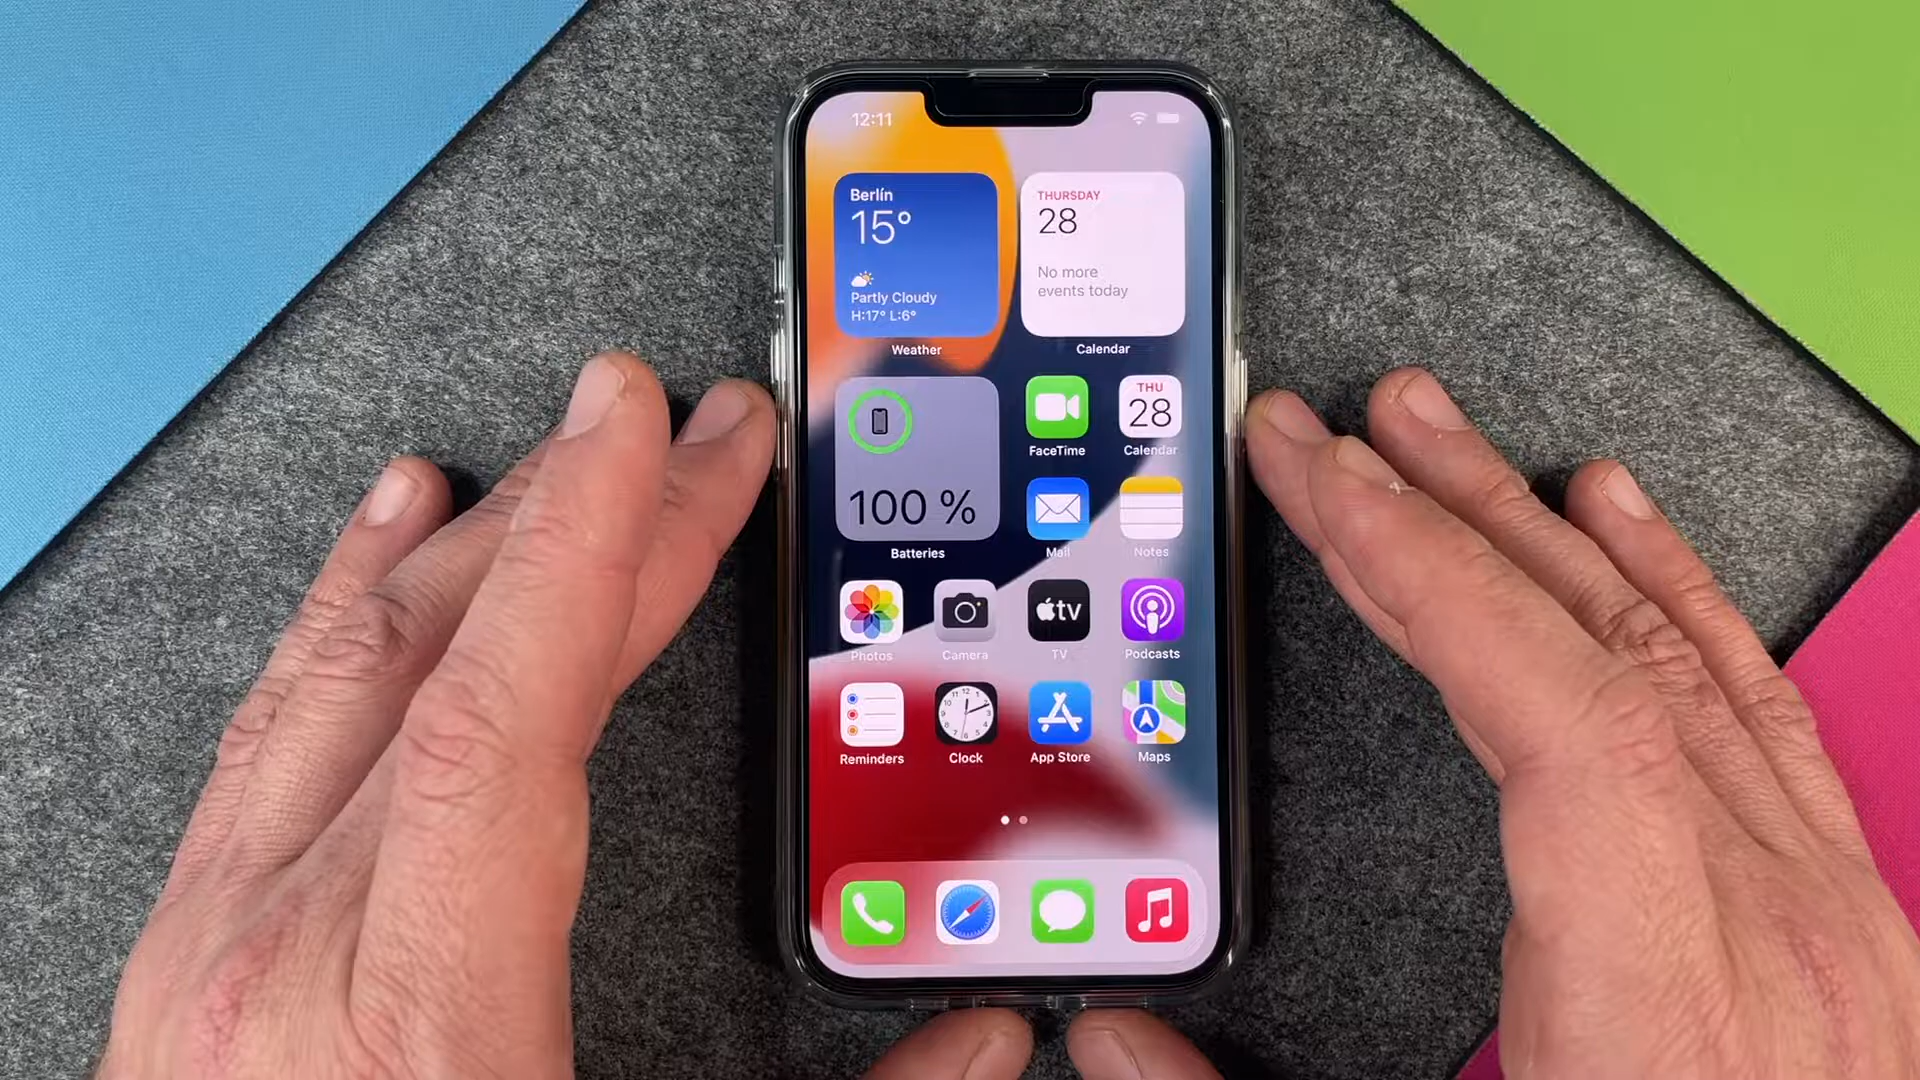 12:11
Berlín
15°
Partly Cloudy
H:17° L:6°
Weather
THURSDAY
28
No more
events today
Calendar
100 %
Batteries
FaceTime
THU
28
Calendar
Mail
Notes
Photos
Camera
tv
TV
Podcasts
Reminders
Clock
App Store
Maps